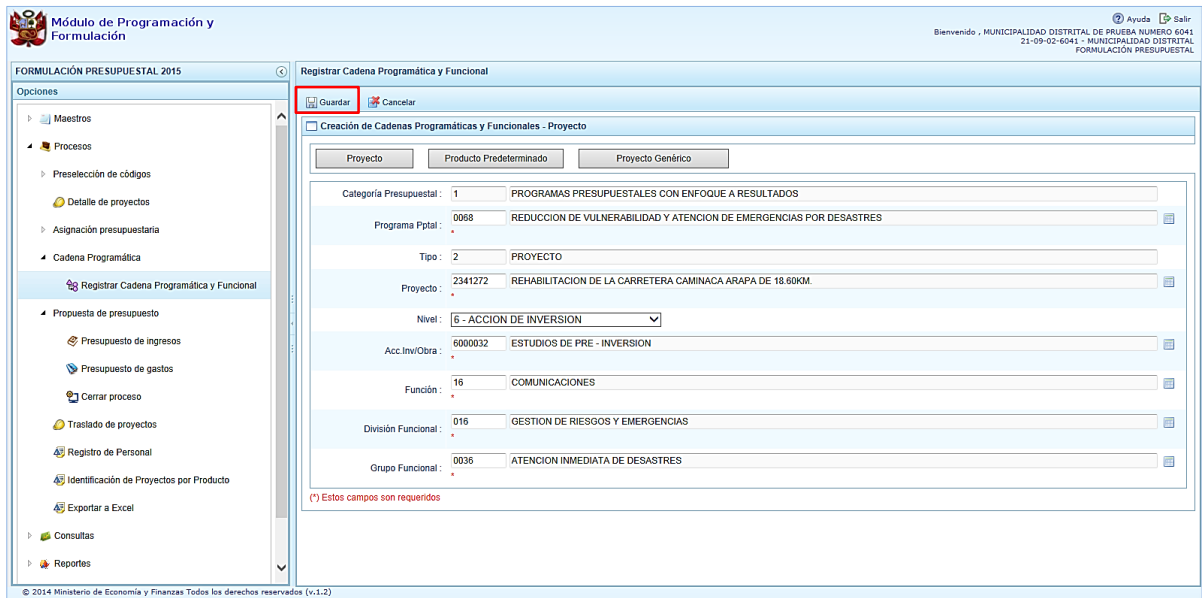 Módulo de Programación y
Formulación
Ayuda Salir
Bienvenido , MUNICIPALIDAD DISTRITAL DE PRUEBA NUMERO 6041
21-09-02-6041 - MUNICIPALIDAD DISTRITAL
FORMULACIÓN PRESUPUESTAL
FORMULACIÓN PRESUPUESTAL 2015
Opciones
Maestros
Procesos
Preselección de códigos
Detalle de proyectos
Asignación presupuestaria
Cadena Programática
Registrar Cadena Programática y Funcional
Propuesta de presupuesto
Presupuesto de ingresos
Presupuesto de gastos
Cerrar proceso
Traslado de proyectos
Registro de Personal
Identificación de Proyectos por Producto
Exportar a Excel
Consultas
Reportes
Registrar Cadena Programática y Funcional
Guardar Cancelar
Creación de Cadenas Programáticas y Funcionales - Proyecto
Proyecto Producto Predeterminado Proyecto Genérico
Categoría Presupuestal : 1 PROGRAMAS PRESUPUESTALES CON ENFOQUE A RESULTADOS
Programa Pptal : 0068 REDUCCION DE VULNERABILIDAD Y ATENCION DE EMERGENCIAS POR DESASTRES
*
Tipo : 2 PROYECTO
Proyecto : 2341272 REHABILITACION DE LA CARRETERA CAMINACA ARAPA DE 18.60KM.
*
Nivel : 6 - ACCION DE INVERSION
Acc.Inv/Obra : 6000032 ESTUDIOS DE PRE - INVERSION
*
Función : 16 COMUNICACIONES
*
División Funcional : 016 GESTION DE RIESGOS Y EMERGENCIAS
*
Grupo Funcional : 0036 ATENCION INMEDIATA DE DESASTRES
*
(*) Estos campos son requeridos
© 2014 Ministerio de Economía y Finanzas Todos los derechos reservados (v.1.2)